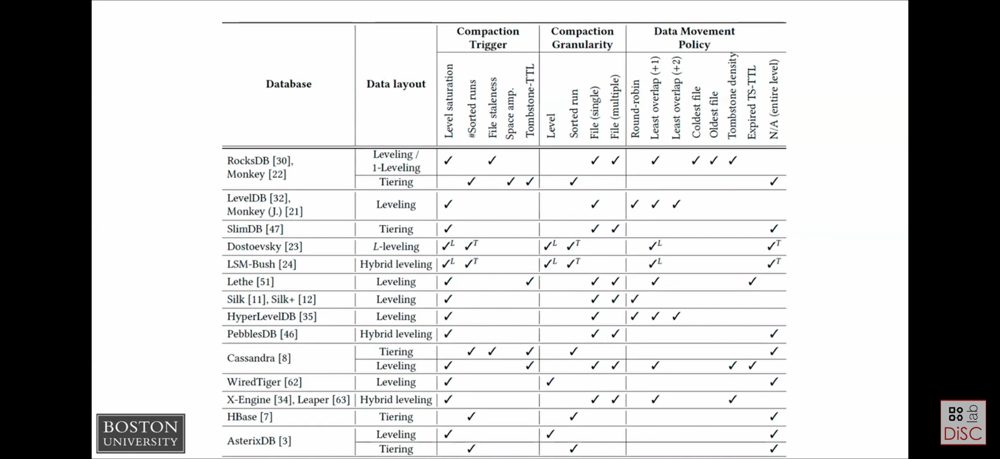 Compaction Trigger
Compaction Granularity
Data Movement Policy
Database
Data layout
Level saturation
#Sorted runs
File staleness
Space amp.
Tombstone-TTL
Level
Sorted run
File (single)
File (multiple)
Round-robin
Least overlap (+1)
Least overlap (+2)
Coldest file
Oldest file
Tombstone density
Expired TS-TTL
N/A (entire level)
RocksDB [30],
Monkey [22]
Leveling /
1-Leveling
✓ ✓ ✓ ✓ ✓ ✓ ✓ ✓
Tiering ✓ ✓ ✓ ✓ ✓
LevelDB [32],
Monkey (J.) [21]
Leveling ✓ ✓ ✓ ✓ ✓
SlimDB [47] Tiering ✓ ✓ ✓ ✓
Dostoevsky [23] L-leveling ✓L ✓T ✓L ✓T ✓L ✓T
LSM-Bush [24] Hybrid leveling ✓L ✓T ✓L ✓T ✓L ✓T
Lethe [51] Leveling ✓ ✓ ✓ ✓ ✓ ✓
Silk [11], Silk+ [12] Leveling ✓ ✓ ✓ ✓
HyperLevelDB [35] Leveling ✓ ✓ ✓ ✓ ✓
PebblesDB [46] Hybrid leveling ✓ ✓ ✓ ✓
Cassandra [8]
Tiering ✓ ✓ ✓ ✓ ✓
Leveling ✓ ✓ ✓ ✓ ✓ ✓ ✓
WiredTiger [62] Leveling ✓ ✓ ✓
X-Engine [34], Leaper [63] Hybrid leveling ✓ ✓ ✓ ✓ ✓
HBase [7] Tiering ✓ ✓ ✓
AsterixDB [3]
Leveling ✓ ✓ ✓
Tiering ✓ ✓ ✓
BOSTON
UNIVERSITY
lab
DiSC